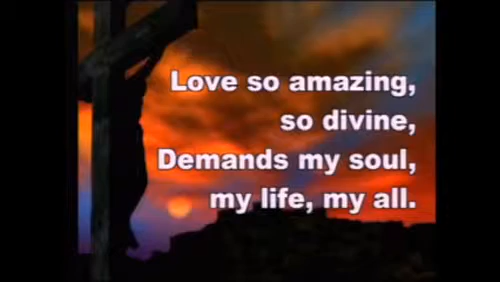 Love so amazing,
so divine,
Demands my soul,
my life, my all.